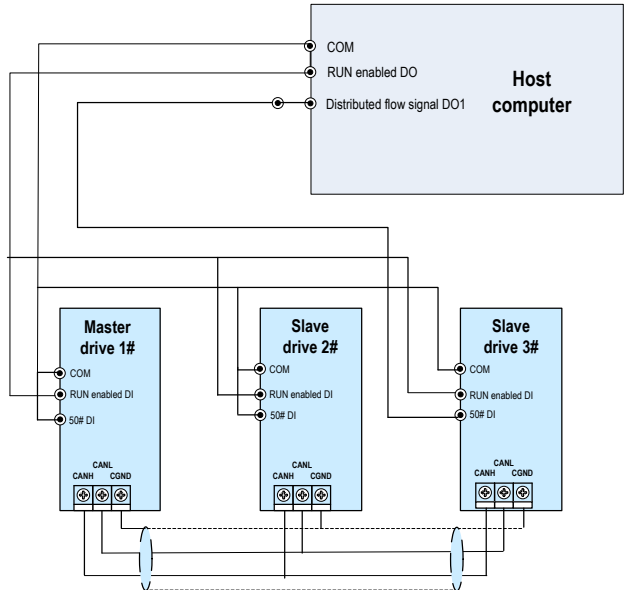 COM
RUN enabled DO
Distributed flow signal DO1
Host
computer
Master
drive 1#
COM
RUN enabled DI
50# DI
CANL
CANH CGND
Slave
drive 2#
COM
RUN enabled DI
50# DI
CANL
CANH CGND
Slave
drive 3#
COM
RUN enabled DI
50# DI
CANL
CANH CGND